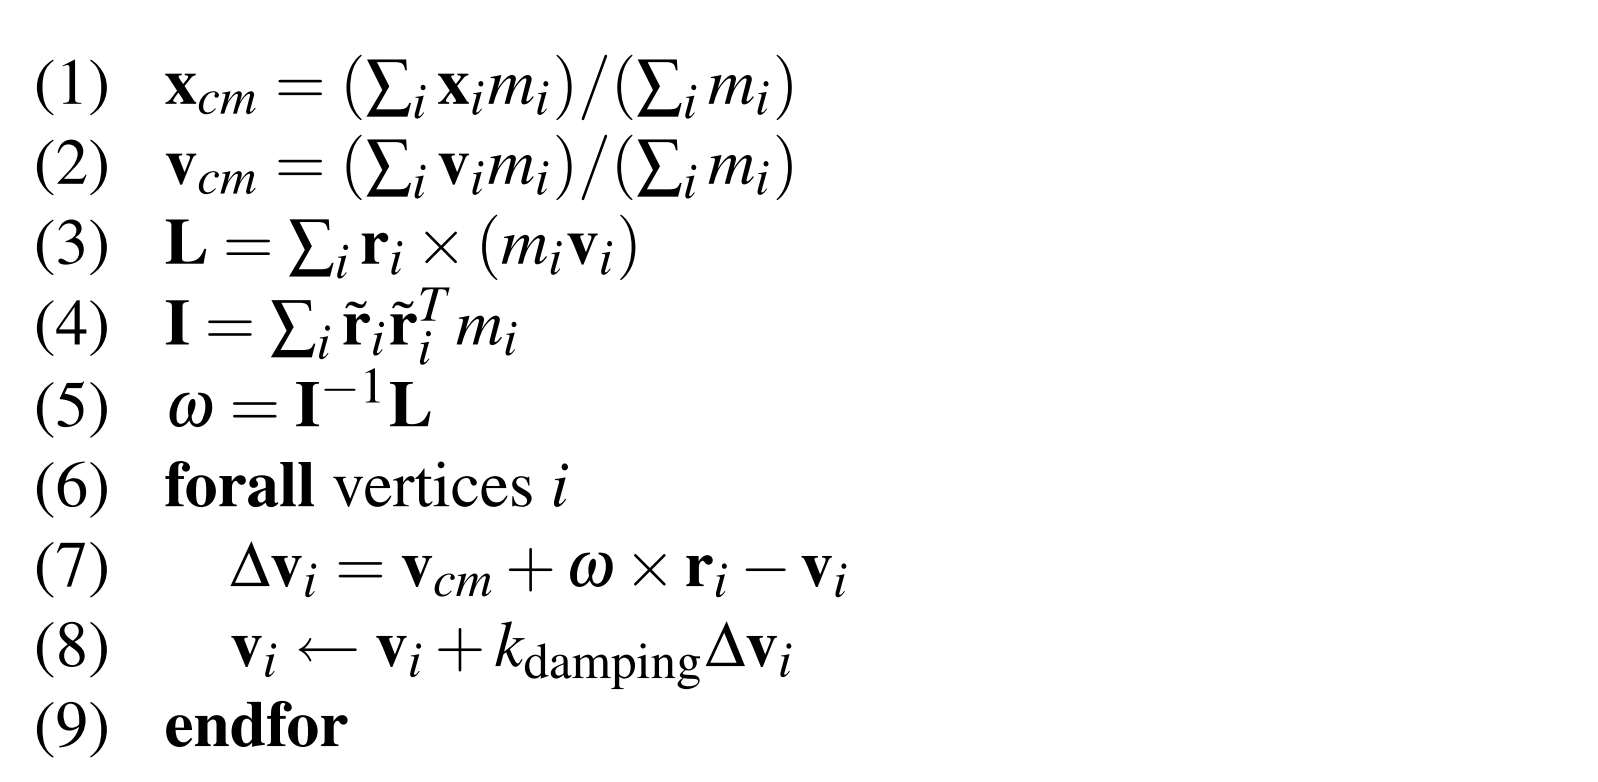 (1) 𝐱_cm = (∑_i 𝐱_i m_i)/(∑_i m_i)
(2) 𝐯_cm = (∑_i 𝐯_i m_i)/(∑_i m_i)
(3) 𝐋 = ∑_i 𝐫_i × (m_i 𝐯_i)
(4) 𝐈 = ∑_i 𝐫̃_i 𝐫̃_i^T m_i
(5) 𝛚 = 𝐈^−1 𝐋
(6) forall vertices i
(7) Δ𝐯_i = 𝐯_cm + 𝛚 × 𝐫_i − 𝐯_i
(8) 𝐯_i ← 𝐯_i + k_damping Δ𝐯_i
(9) endfor